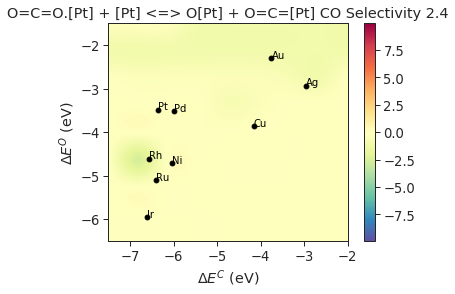 O=C=O.[Pt] + [Pt] <=> O[Pt] + O=C=[Pt] CO Selectivity 2.4
ΔE^O (eV)
−2
−3
−4
−5
−6
Au
Ag
Pt
Pd
Cu
Rh
Ni
Ru
Ir
−7
−6
−5
−4
−3
−2
ΔE^C (eV)
7.5
5.0
2.5
0.0
−2.5
−5.0
−7.5